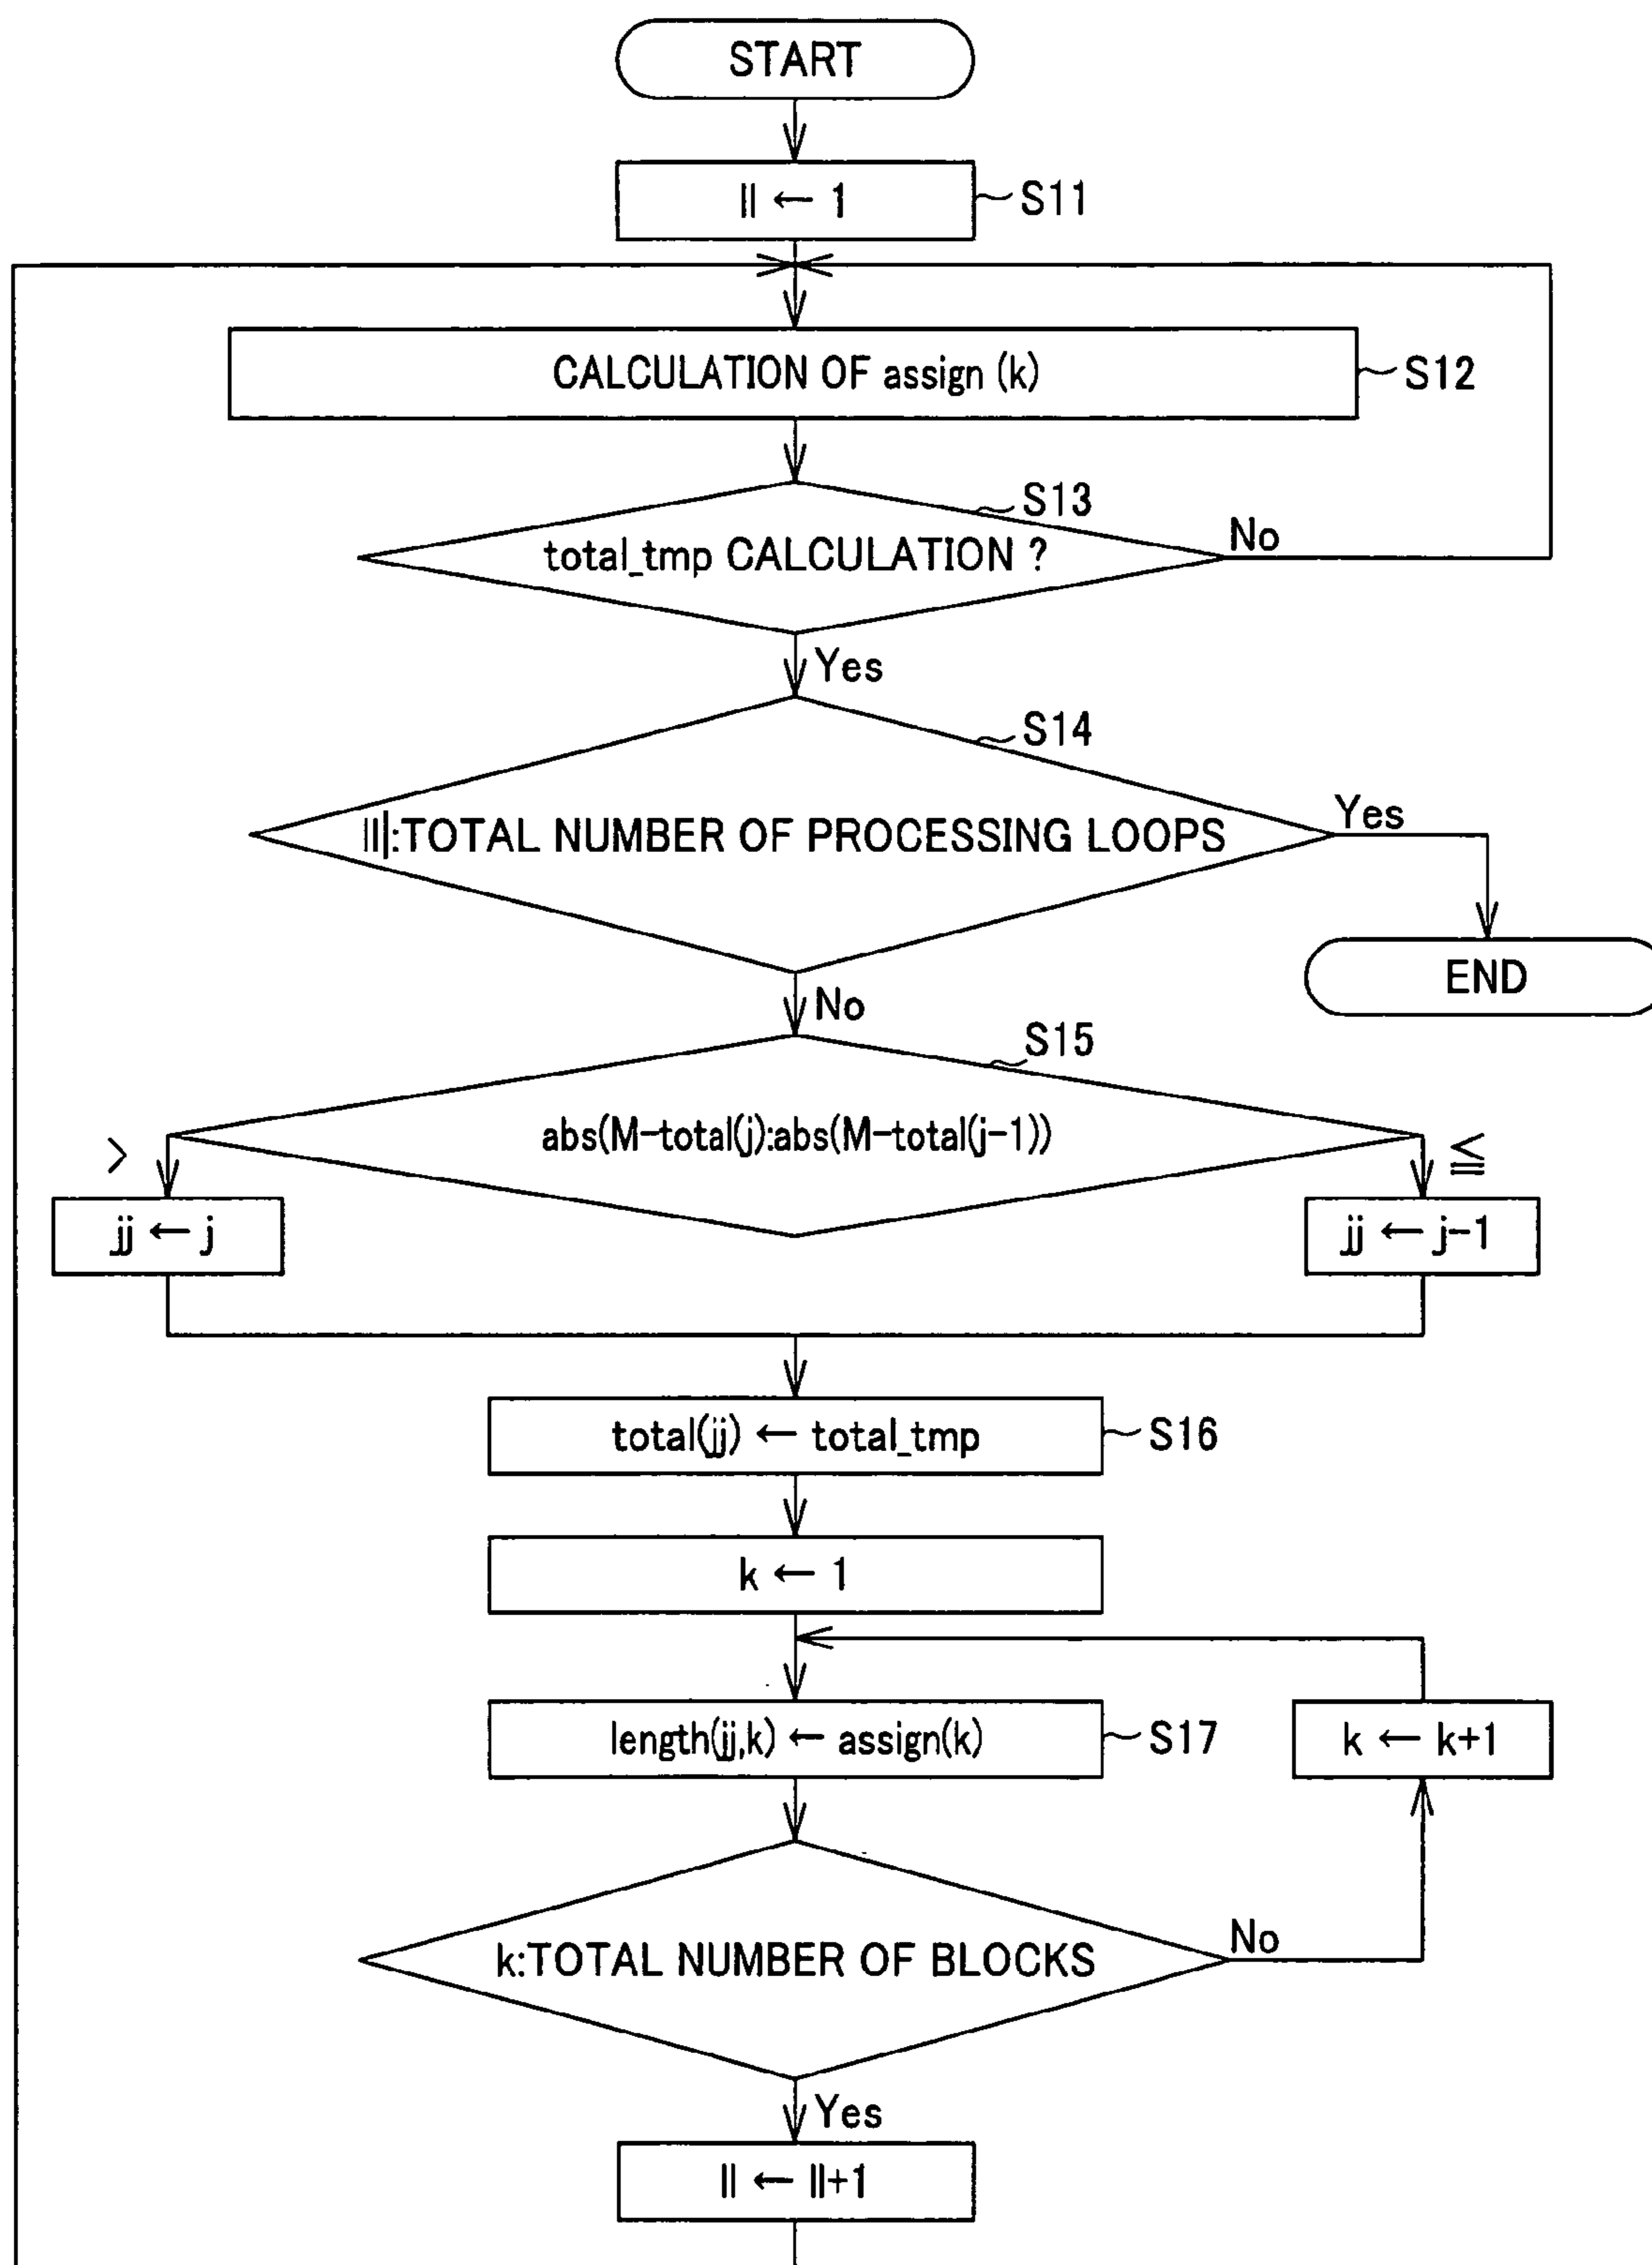 START
ll ← 1
S11
CALCULATION OF assign (k)
S12
S13
total_tmp CALCULATION ?
No
Yes
S14
lll:TOTAL NUMBER OF PROCESSING LOOPS
Yes
END
No
S15
abs(M-total(j):abs(M-total(j-1))
>
≦
jj ← j
jj ← j-1
total(jj) ← total_tmp
S16
k ← 1
length(jj,k) ← assign(k)
S17
k ← k+1
k:TOTAL NUMBER OF BLOCKS
No
Yes
ll ← ll+1